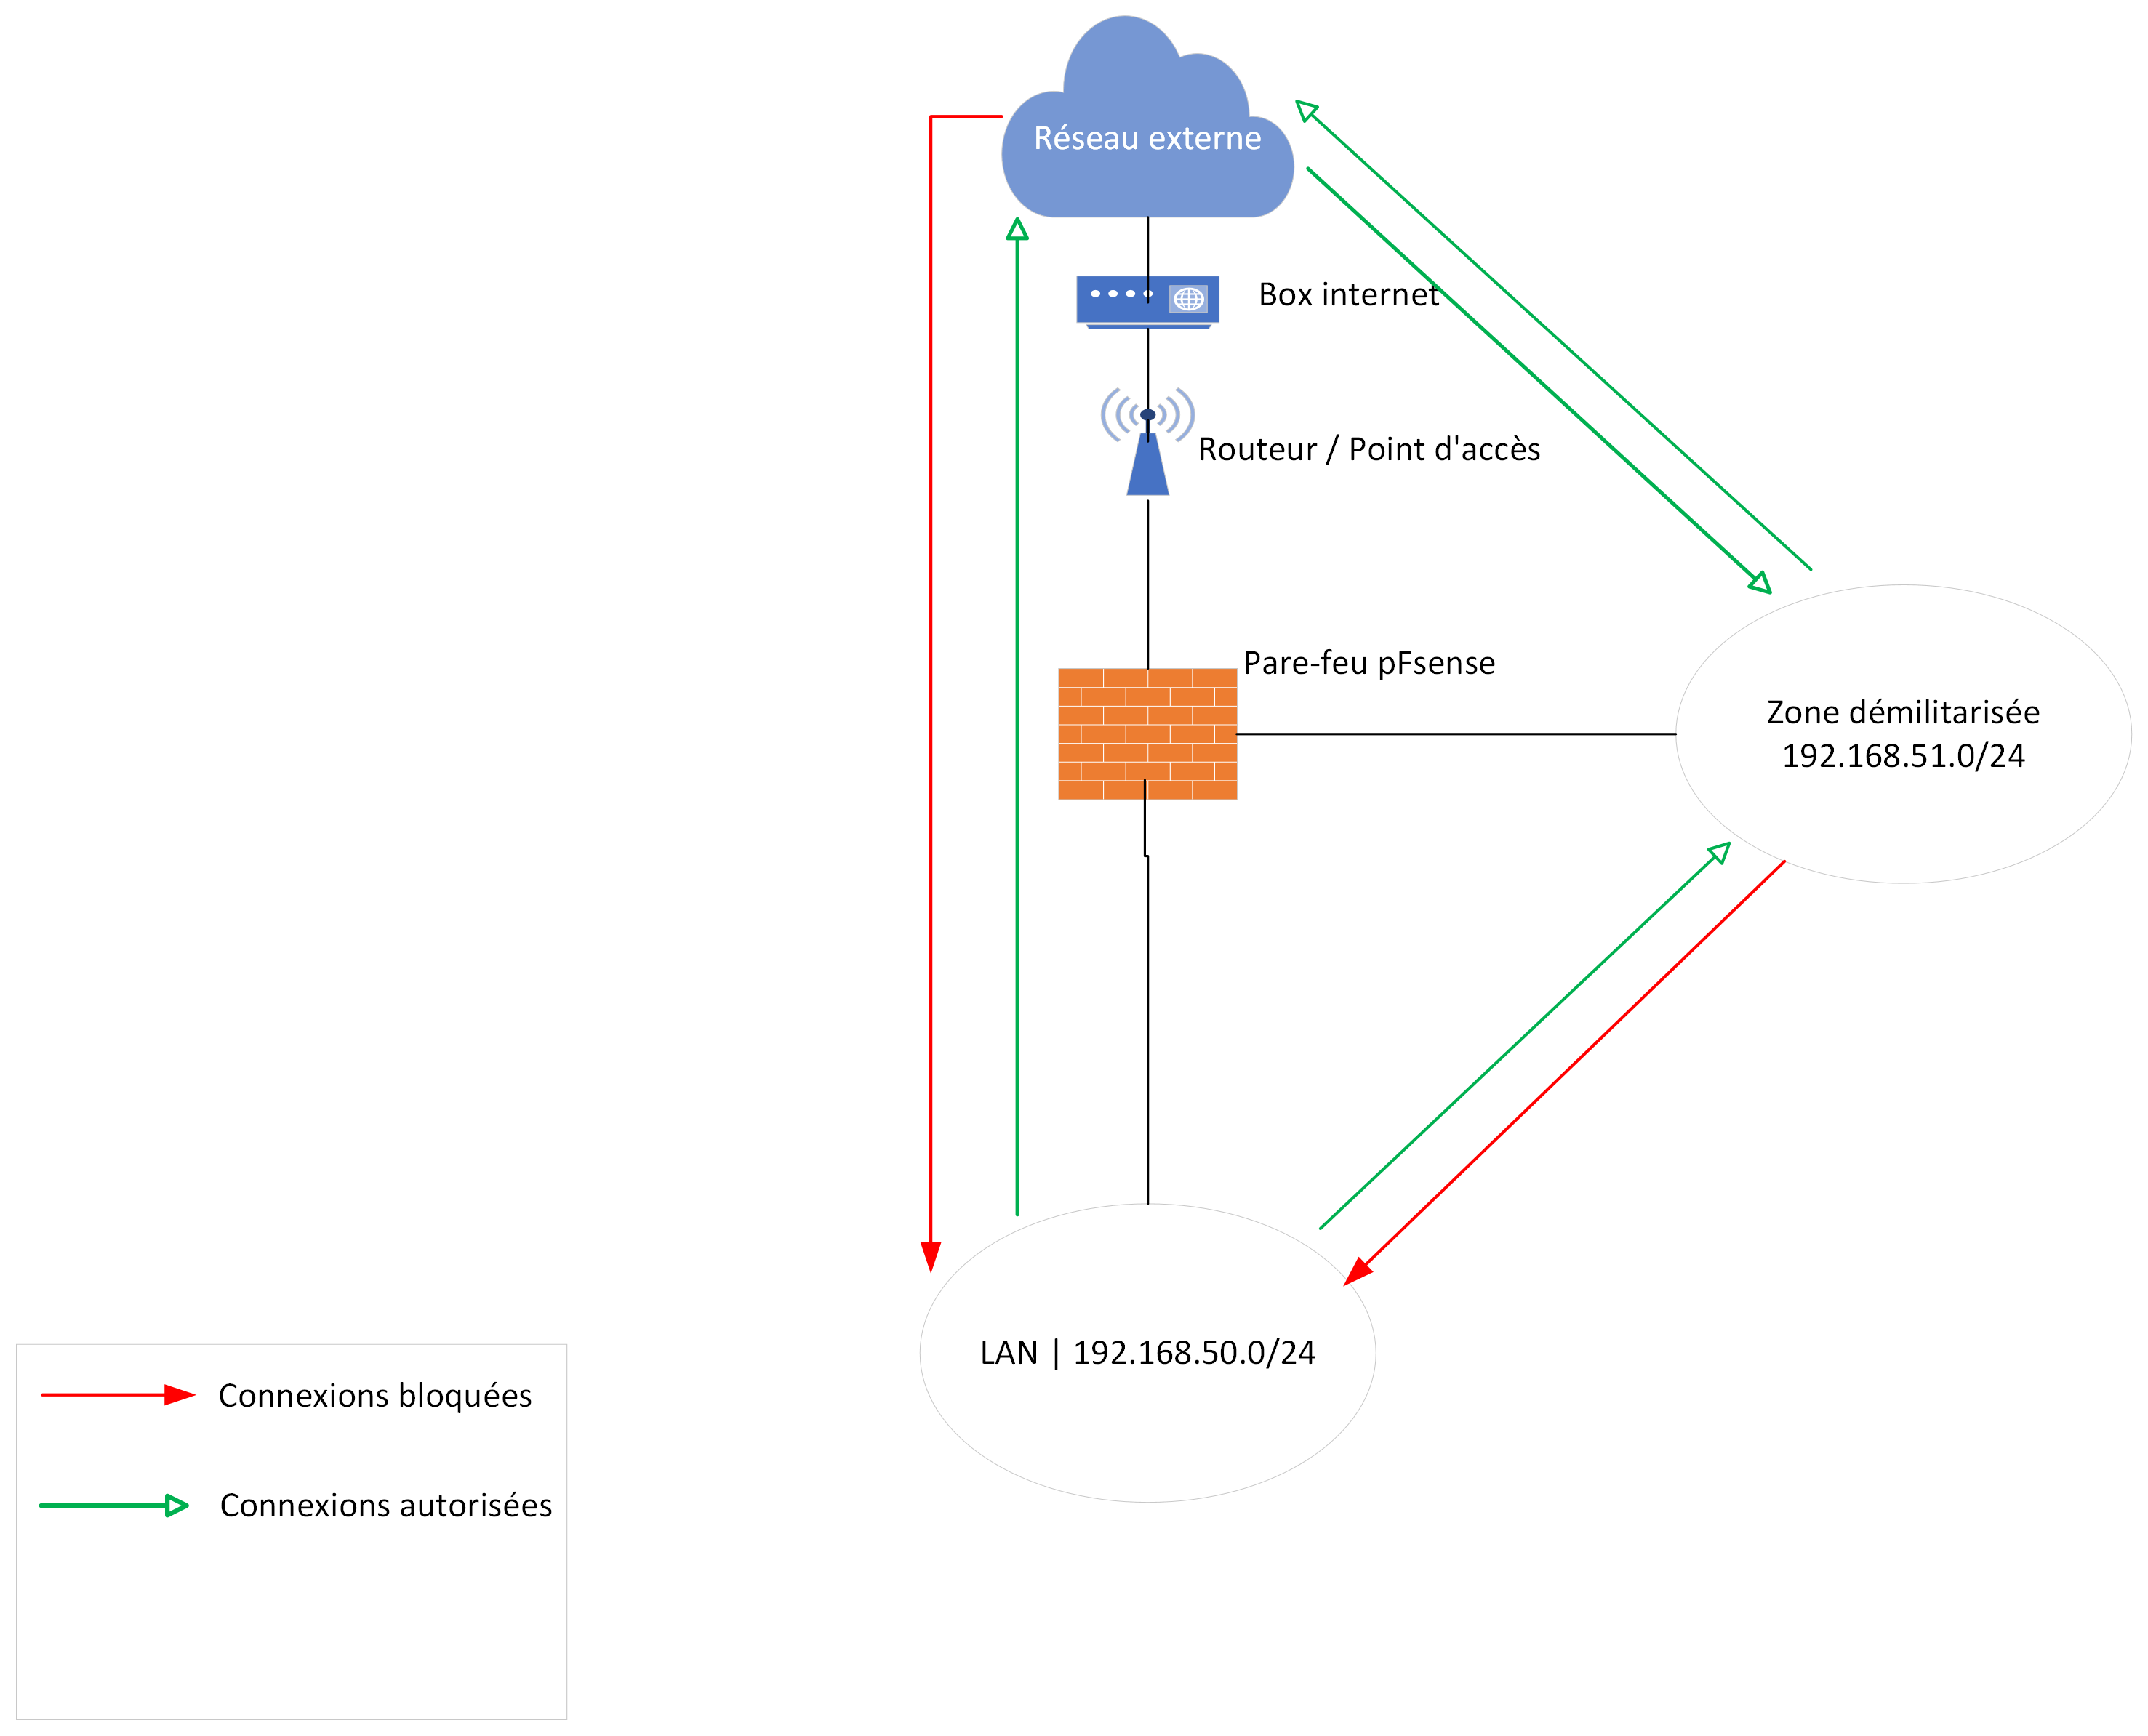 Réseau externe
Box internet
Routeur / Point d'accès
Pare-feu pFsense
Zone démilitarisée
192.168.51.0/24
LAN | 192.168.50.0/24
Connexions bloquées
Connexions autorisées